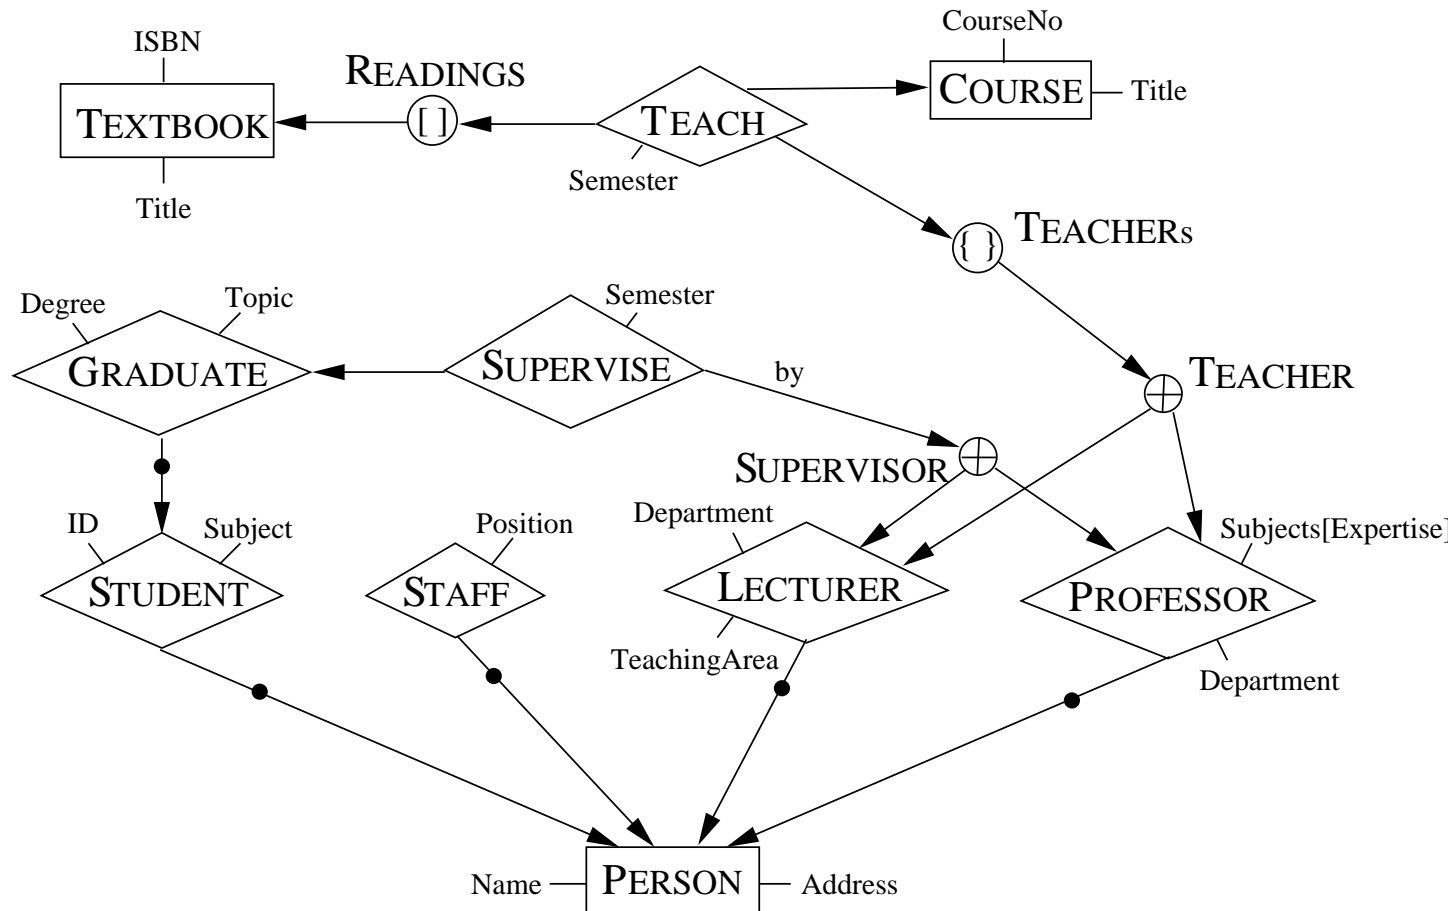 CourseNo
ISBN
READINGS
COURSE
Title
TEXTBOOK
[ ]
TEACH
Semester
Title
{ }
TEACHERs
Degree
Topic
Semester
GRADUATE
SUPERVISE
by
TEACHER
SUPERVISOR
ID
Subject
Position
Department
Subjects[Expertise]
STUDENT
STAFF
LECTURER
PROFESSOR
TeachingArea
Department
Name
PERSON
Address